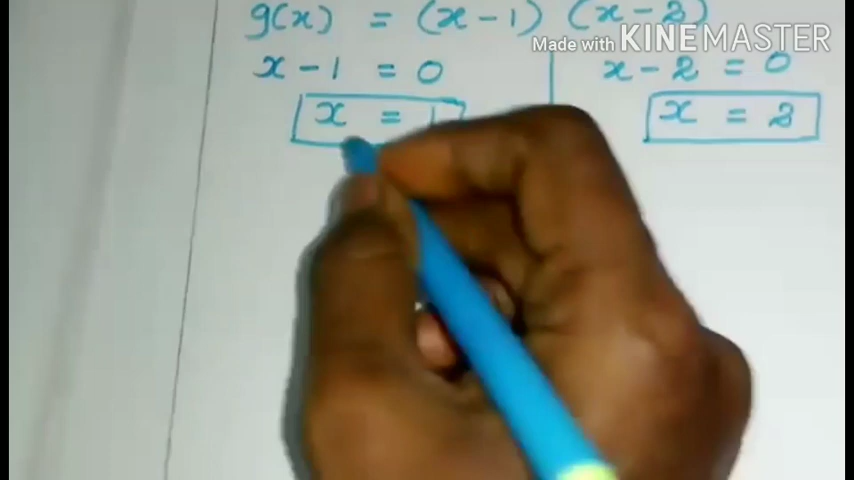 g(x) = (x-1) (x-2)
Made with KINEMASTER
x - 1 = 0 x - 2 = 0
x = 1 x = 2